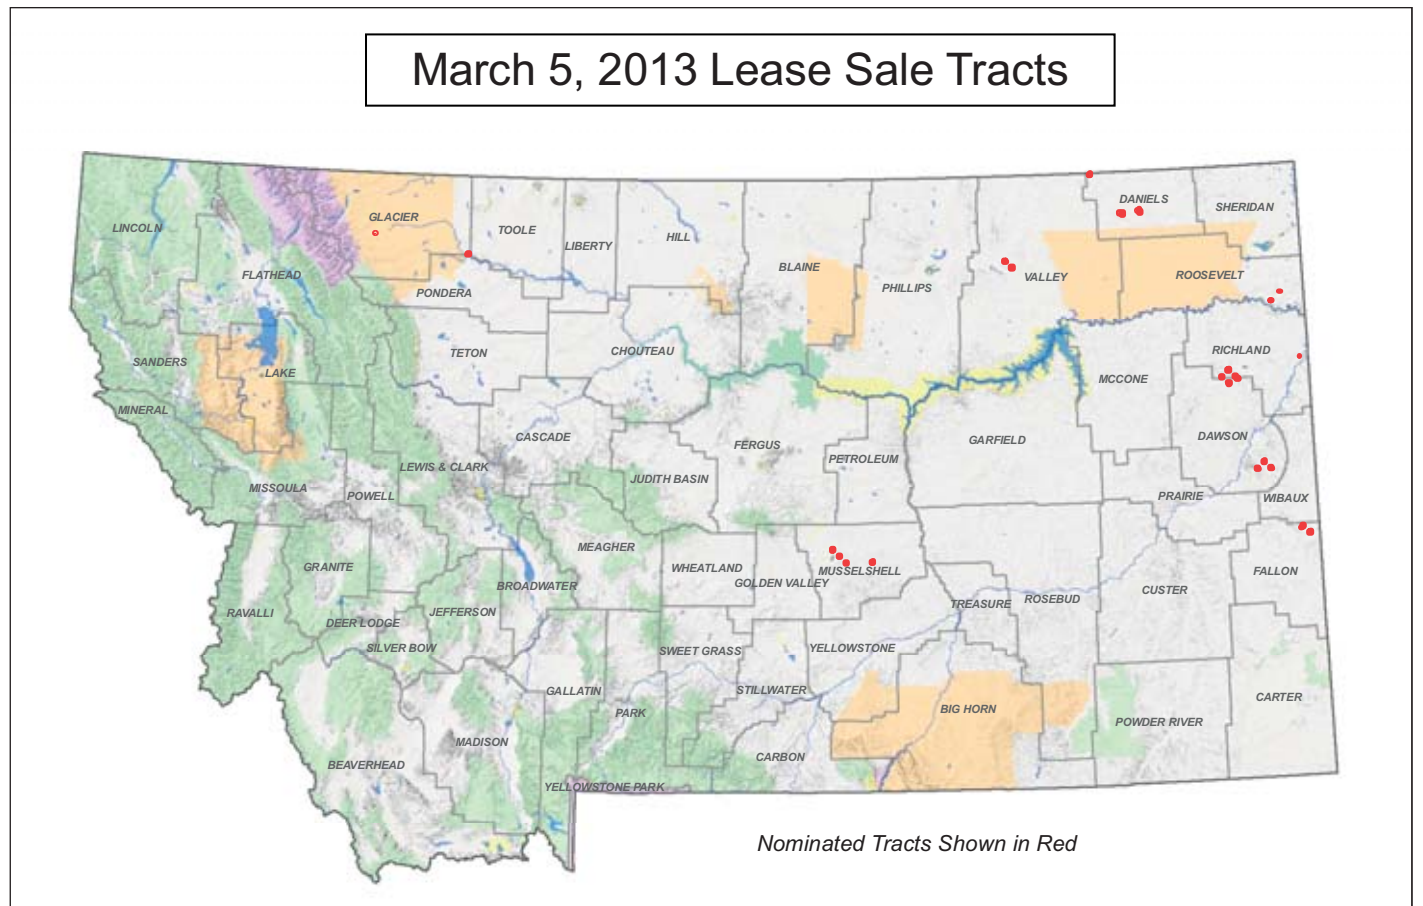 March 5, 2013 Lease Sale Tracts
LINCOLN
FLATHEAD
GLACIER
TOOLE
LIBERTY
HILL
BLAINE
PHILLIPS
VALLEY
DANIELS
SHERIDAN
ROOSEVELT
PONDERA
SANDERS
LAKE
TETON
CHOUTEAU
MCCONE
RICHLAND
MINERAL
CASCADE
FERGUS
PETROLEUM
GARFIELD
DAWSON
MISSOULA
POWELL
LEWIS & CLARK
JUDITH BASIN
PRAIRIE
WIBAUX
GRANITE
MEAGHER
WHEATLAND
GOLDEN VALLEY
MUSSELSHELL
FALLON
RAVALLI
DEER LODGE
JEFFERSON
BROADWATER
TREASURE
ROSEBUD
CUSTER
SILVER BOW
SWEET GRASS
YELLOWSTONE
GALLATIN
STILLWATER
PARK
BIG HORN
CARTER
POWDER RIVER
BEAVERHEAD
MADISON
CARBON
YELLOWSTONE PARK
Nominated Tracts Shown in Red